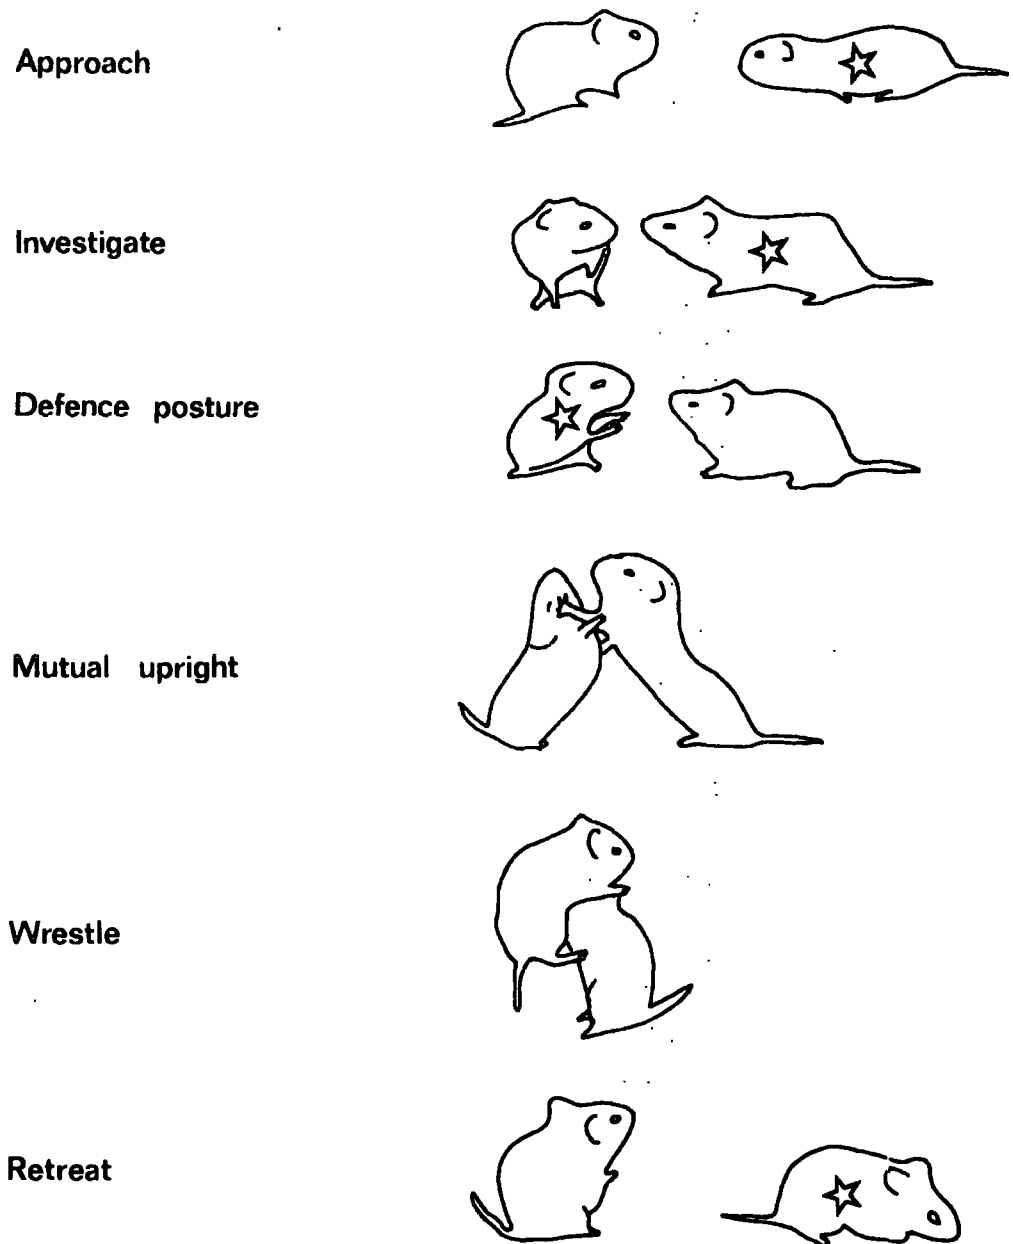 Approach
Investigate
Defence posture
Mutual upright
Wrestle
Retreat